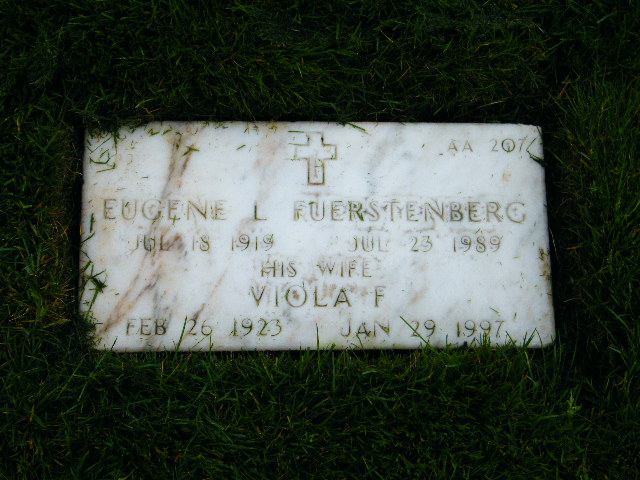 AA 207
EUGENE L FUERSTENBERG
JUL 18 1919 JUL 23 1989
HIS WIFE
VIOLA F
FEB 26 1923 JAN 29 1997